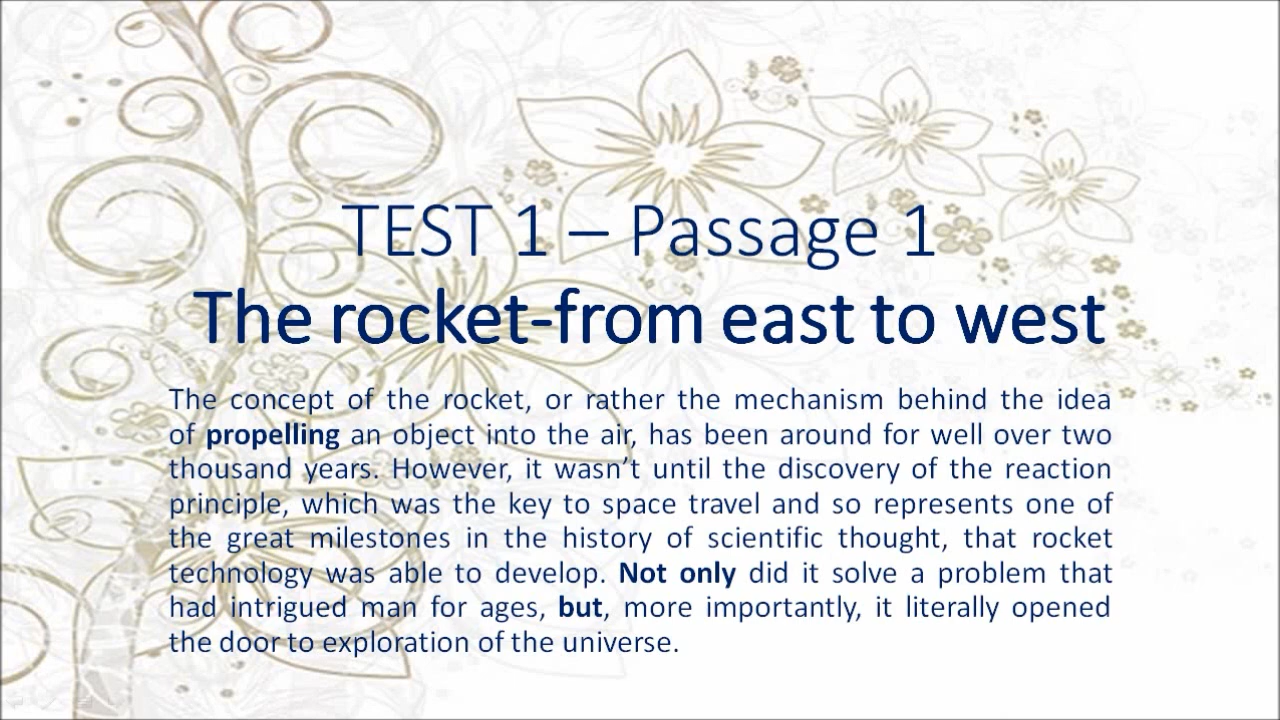 TEST 1 – Passage 1
The rocket-from east to west
The concept of the rocket, or rather the mechanism behind the idea
of propelling an object into the air, has been around for well over two
thousand years. However, it wasn’t until the discovery of the reaction
principle, which was the key to space travel and so represents one of
the great milestones in the history of scientific thought, that rocket
technology was able to develop. Not only did it solve a problem that
had intrigued man for ages, but, more importantly, it literally opened
the door to exploration of the universe.